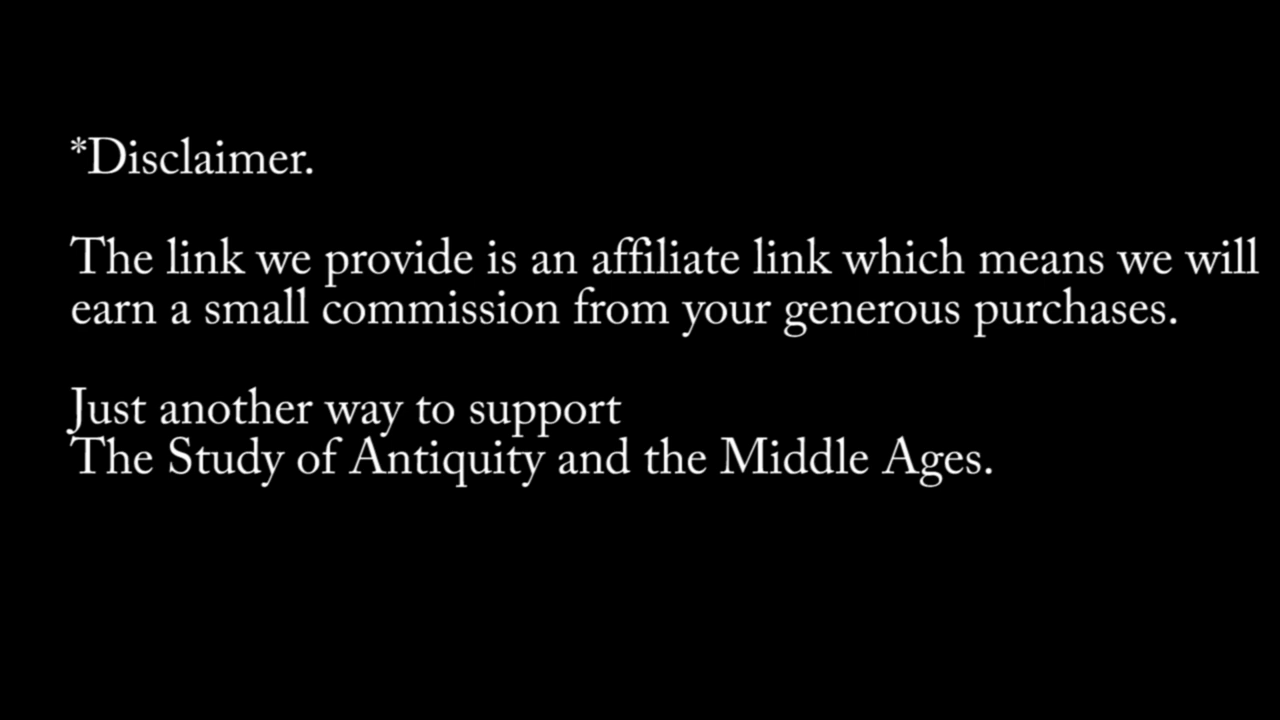 *Disclaimer.
The link we provide is an affiliate link which means we will
earn a small commission from your generous purchases.
Just another way to support
The Study of Antiquity and the Middle Ages.